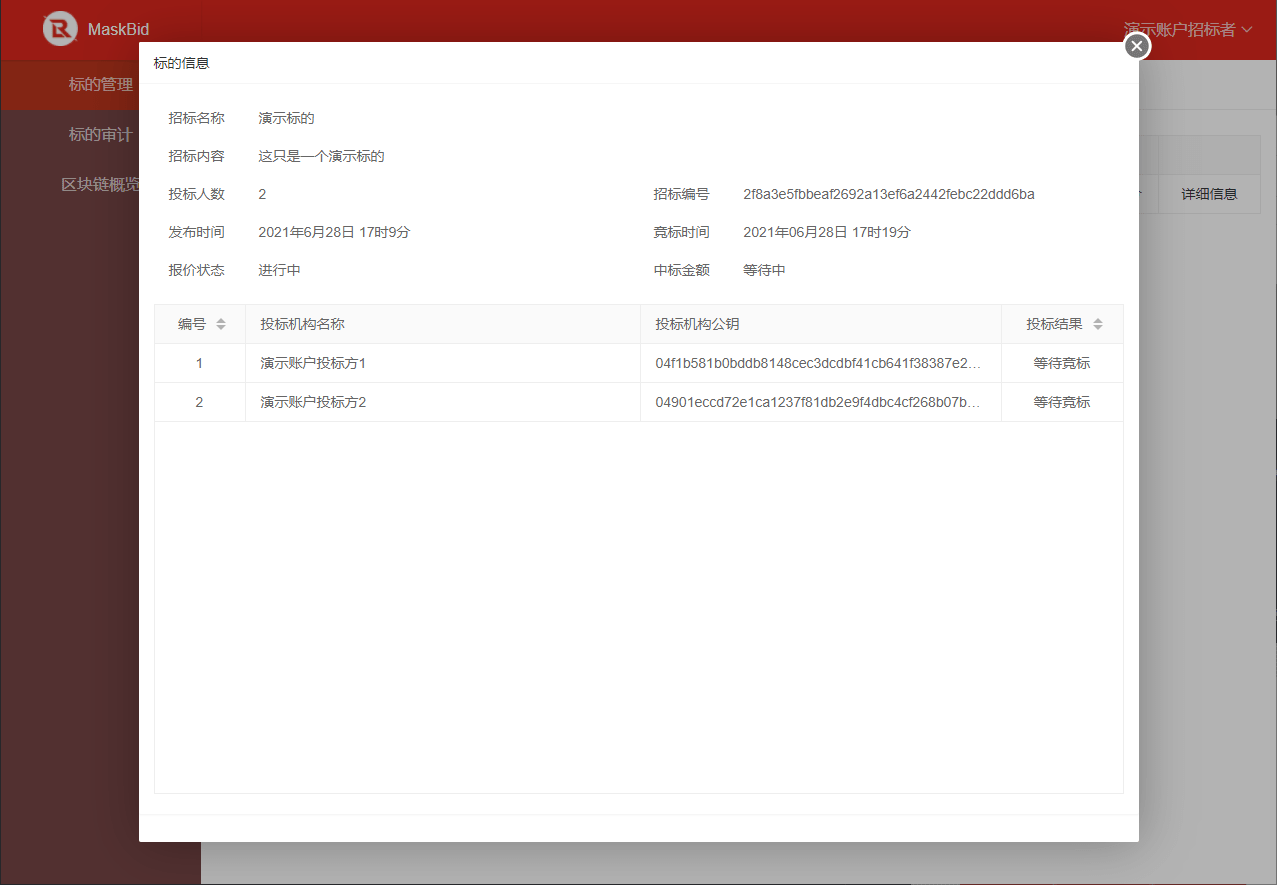 MaskBid
演示账户招标者
标的管理
标的审计
区块链概览
标的信息
招标名称 演示标的
招标内容 这只是一个演示标的
投标人数 2 招标编号 2f8a3e5fbbeaf2692a13ef6a2442febc22ddd6ba
发布时间 2021年6月28日 17时9分 竞标时间 2021年06月28日 17时19分
报价状态 进行中 中标金额 等待中
编号 投标机构名称 投标机构公钥 投标结果
1 演示账户投标方1 04f1b581b0bddb8148cec3dcdbf41cb641f38387e2... 等待竞标
2 演示账户投标方2 04901eccd72e1ca1237f81db2e9f4dbc4cf268b07b... 等待竞标
详细信息